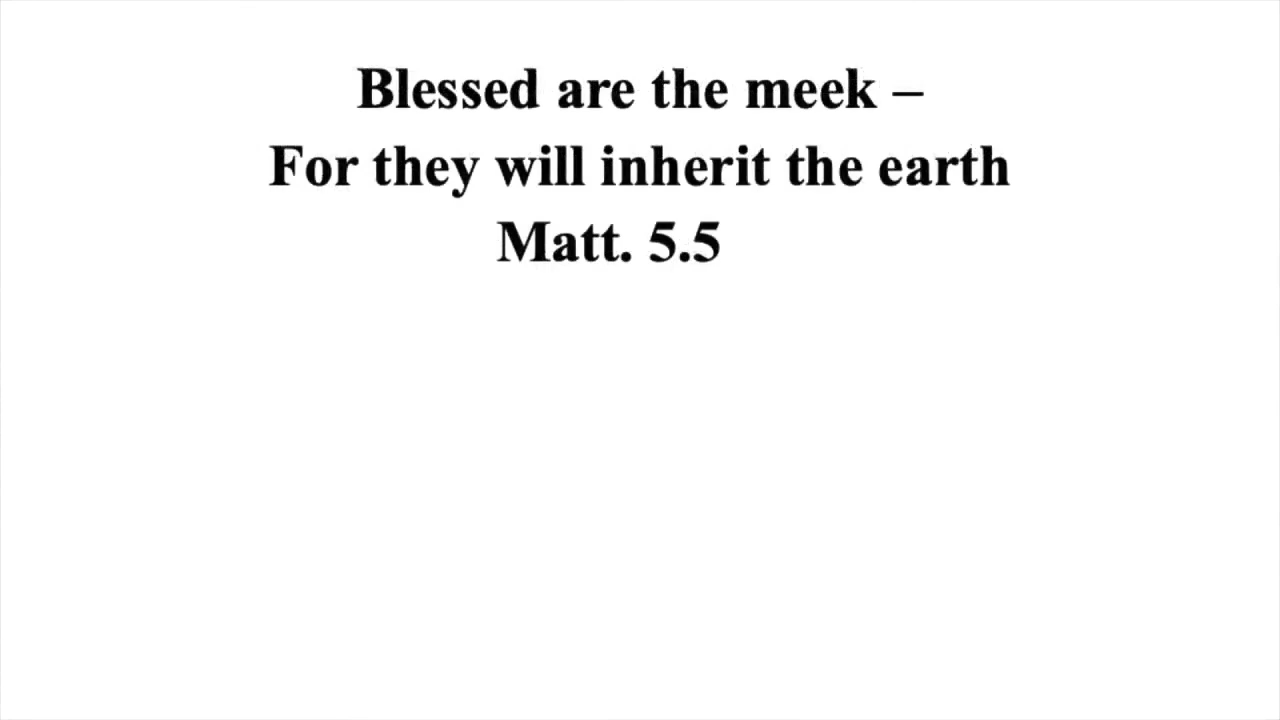 Blessed are the meek –
For they will inherit the earth
Matt. 5.5